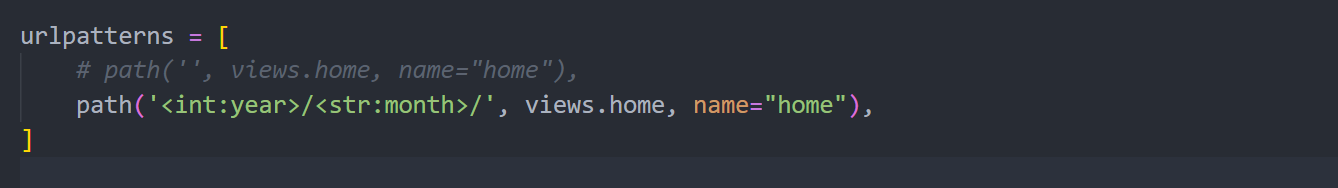 urlpatterns = [
# path('', views.home, name="home"),
path('<int:year>/<str:month>/', views.home, name="home"),
]